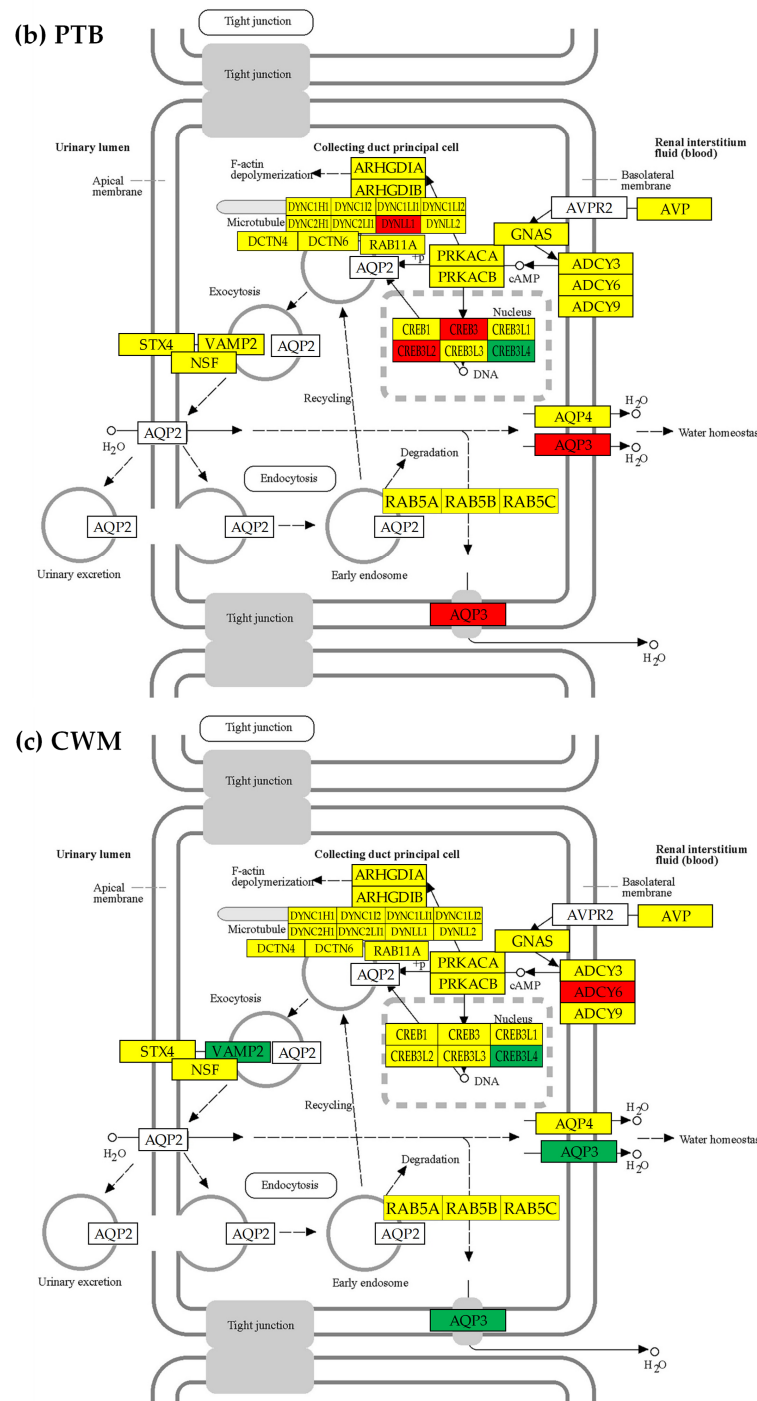 (b) PTB
Tight junction
Tight junction
Urinary lumen
Collecting duct principal cell
Renal interstitium
fluid (blood)
F-actin
depolymerization
ARHGDIA
ARHGDIB
Apical
membrane
Basolateral
membrane
DYNC1H1 DYNC1I2 DYNC1LI1 DYNC1LI2
Microtubule
DYNC2H1 DYNC2LI1 DYNLL1 DYNLL2
AVPR2
AVP
DCTN4
DCTN6
RAB11A
GNAS
+p
AQP2
PRKACA
PRKACB
cAMP
ADCY3
ADCY6
ADCY9
Exocytosis
Nucleus
CREB1 CREB3 CREB3L1
CREB3L2 CREB3L3 CREB3L4
DNA
STX4
VAMP2
NSF
AQP2
Recycling
AQP4
H2O
AQP2
H2O
AQP3
H2O
Water homeostas
Degradation
Endocytosis
RAB5A RAB5B RAB5C
AQP2
AQP2
AQP2
Urinary excretion
Early endosome
Tight junction
AQP3
H2O
(c) CWM
Tight junction
Tight junction
Urinary lumen
Collecting duct principal cell
Renal interstitium
fluid (blood)
F-actin
depolymerization
ARHGDIA
ARHGDIB
Apical
membrane
Basolateral
membrane
DYNC1H1 DYNC1I2 DYNC1LI1 DYNC1LI2
Microtubule
DYNC2H1 DYNC2LI1 DYNLL1 DYNLL2
AVPR2
AVP
DCTN4
DCTN6
RAB11A
GNAS
+p
AQP2
PRKACA
PRKACB
cAMP
ADCY3
ADCY6
ADCY9
Exocytosis
Nucleus
CREB1 CREB3 CREB3L1
CREB3L2 CREB3L3 CREB3L4
DNA
STX4
VAMP2
NSF
AQP2
Recycling
AQP4
H2O
AQP2
H2O
AQP3
H2O
Water homeostas
Degradation
Endocytosis
RAB5A RAB5B RAB5C
AQP2
AQP2
AQP2
Urinary excretion
Early endosome
Tight junction
AQP3
H2O